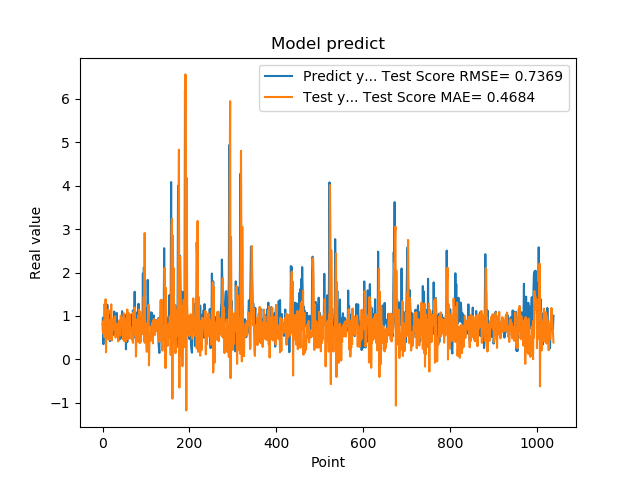 Model predict
Predict y... Test Score RMSE= 0.7369
Test y... Test Score MAE= 0.4684
Real value
6
5
4
3
2
1
0
−1
0 200 400 600 800 1000
Point